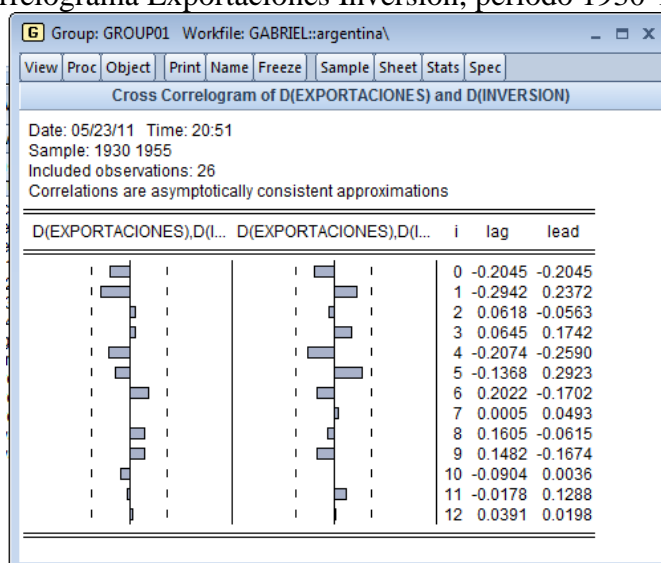 rrelograma Exportaciones Inversión, periodo 1930
G Group: GROUP01 Workfile: GABRIEL::argentina\
View Proc Object Print Name Freeze Sample Sheet Stats Spec
Cross Correlogram of D(EXPORTACIONES) and D(INVERSION)
Date: 05/23/11 Time: 20:51
Sample: 1930 1955
Included observations: 26
Correlations are asymptotically consistent approximations
D(EXPORTACIONES),D(I... D(EXPORTACIONES),D(I... i lag lead
0 -0.2045 -0.2045
1 -0.2942 0.2372
2 0.0618 -0.0563
3 0.0645 0.1742
4 -0.2074 -0.2590
5 -0.1368 0.2923
6 0.2022 -0.1702
7 0.0005 0.0493
8 0.1605 -0.0615
9 0.1482 -0.1674
10 -0.0904 0.0036
11 -0.0178 0.1288
12 0.0391 0.0198